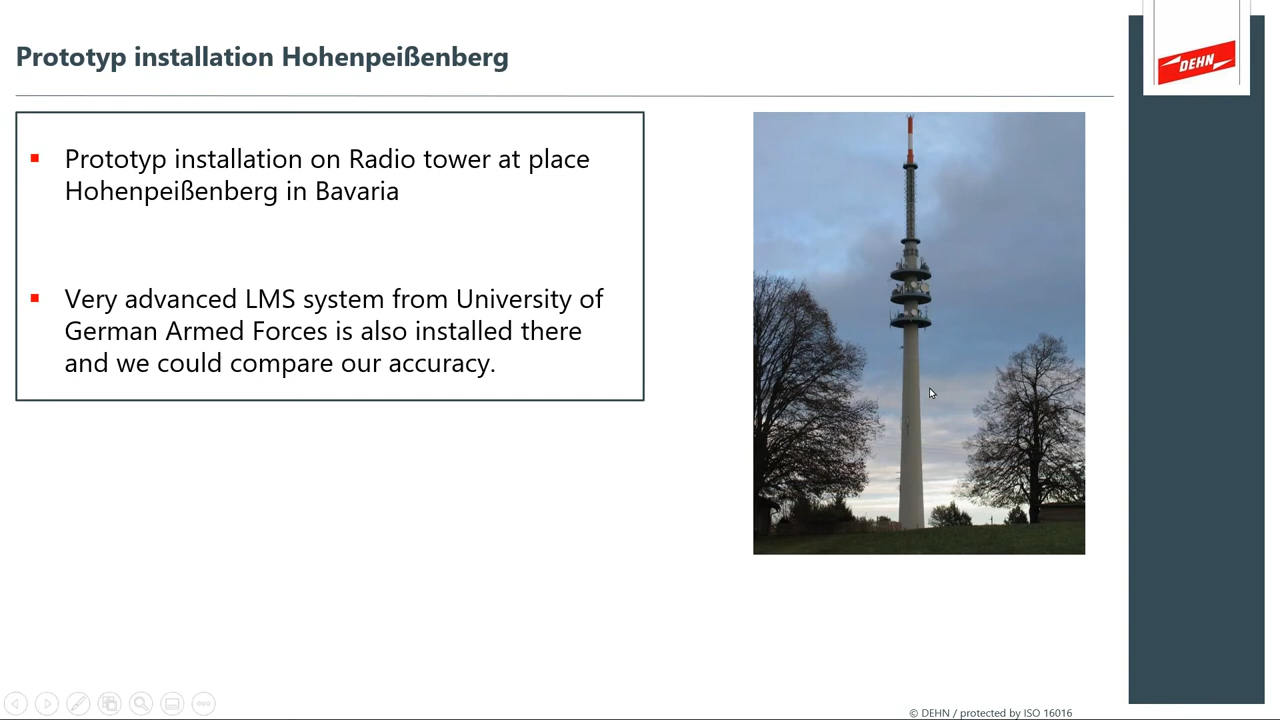 Prototyp installation Hohenpeißenberg
DEHN
▪ Prototyp installation on Radio tower at place
Hohenpeißenberg in Bavaria
▪ Very advanced LMS system from University of
German Armed Forces is also installed there
and we could compare our accuracy.
© DEHN / protected by ISO 16016